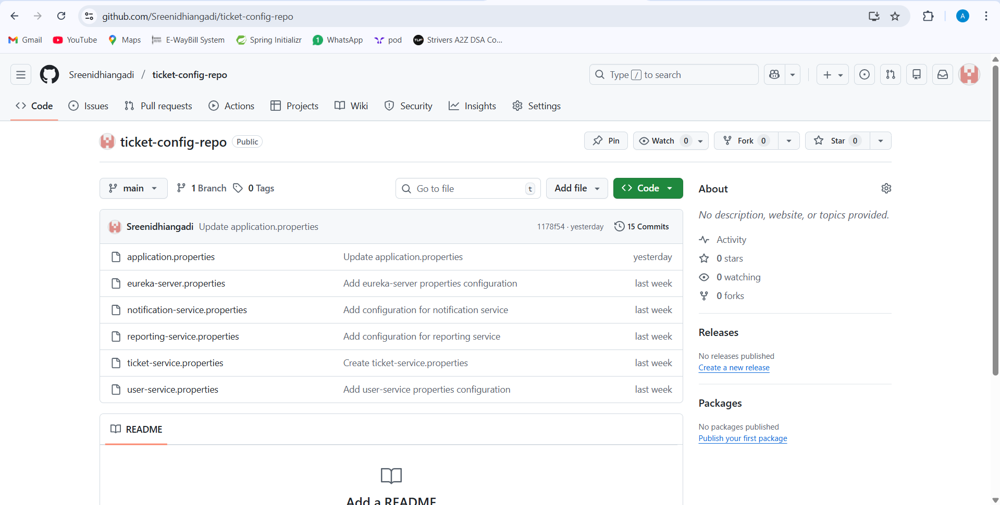 github.com/Sreenidhiangadi/ticket-config-repo
A
Gmail YouTube Maps E-WayBill System Spring Initializr 1 WhatsApp pod TUF Strivers A2Z DSA Co...
Sreenidhiangadi / ticket-config-repo
Type / to search
Code Issues Pull requests Actions Projects Wiki Security Insights Settings
ticket-config-repo Public
Pin Watch 0 Fork 0 Star 0
main 1 Branch 0 Tags Go to file t Add file Code
Sreenidhiangadi Update application.properties 1178f54 · yesterday 15 Commits
application.properties Update application.properties yesterday
eureka-server.properties Add eureka-server properties configuration last week
notification-service.properties Add configuration for notification service last week
reporting-service.properties Add configuration for reporting service last week
ticket-service.properties Create ticket-service.properties last week
user-service.properties Add user-service properties configuration last week
README
Add a README
About
No description, website, or topics provided.
Activity
0 stars
0 watching
0 forks
Releases
No releases published
Create a new release
Packages
No packages published
Publish your first package